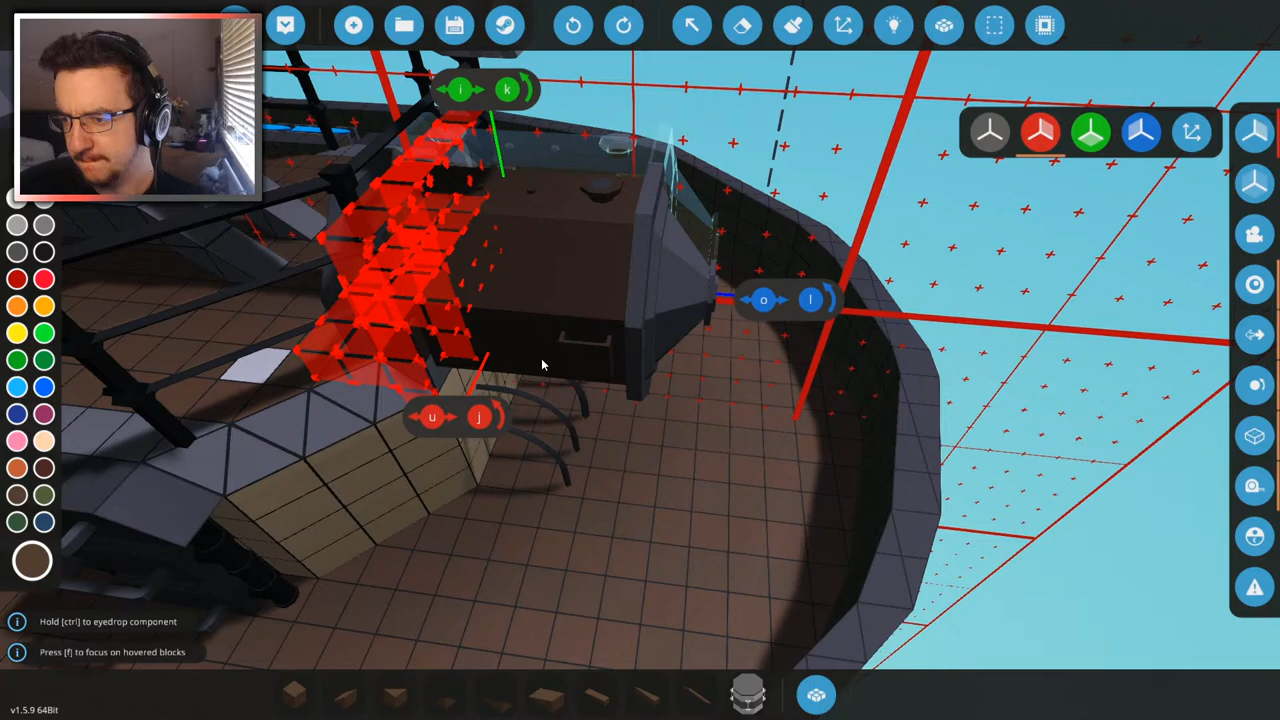 i k
o l
u j
Hold [ctrl] to eyedrop component
Press [f] to focus on hovered blocks
v1.5.9 64Bit